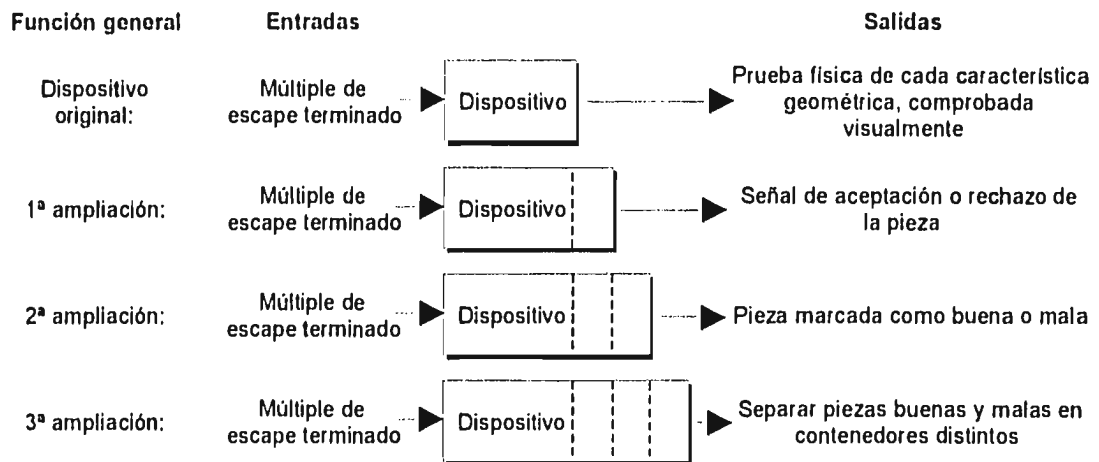 Función general Entradas Salidas
Dispositivo
original:
Múltiple de
escape terminado
Dispositivo
Prueba física de cada característica
geométrica, comprobada
visualmente
1ª ampliación:
Múltiple de
escape terminado
Dispositivo
Señal de aceptación o rechazo de
la pieza
2ª ampliación:
Múltiple de
escape terminado
Dispositivo
Pieza marcada como buena o mala
3ª ampliación:
Múltiple de
escape terminado
Dispositivo
Separar piezas buenas y malas en
contenedores distintos